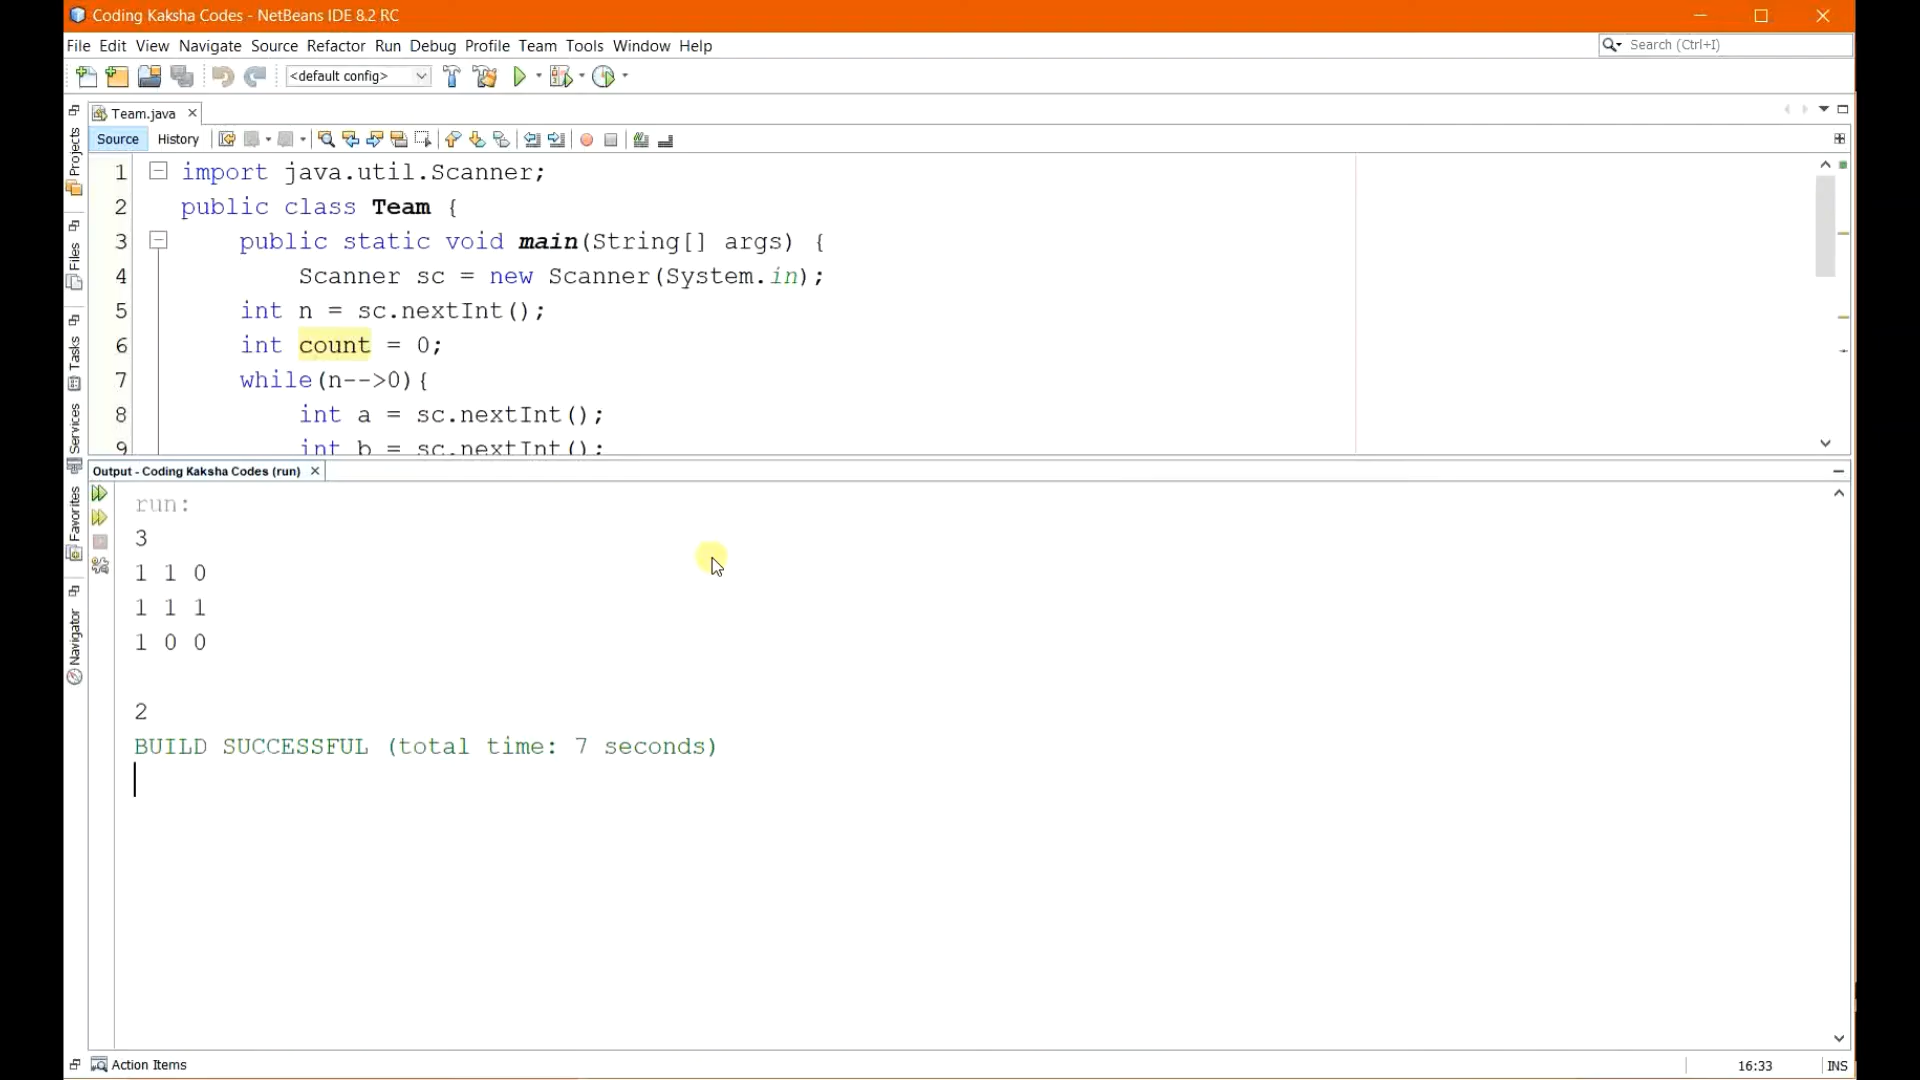 Coding Kaksha Codes - NetBeans IDE 8.2 RC
File Edit View Navigate Source Refactor Run Debug Profile Team Tools Window Help
Search (Ctrl+I)
<default config>
Team.java
Source History
Projects
Files
Tasks
Services
Favorites
Navigator
1 import java.util.Scanner;
2 public class Team {
3 public static void main(String[] args) {
4 Scanner sc = new Scanner(System.in);
5 int n = sc.nextInt();
6 int count = 0;
7 while(n-->0){
8 int a = sc.nextInt();
9 int b = sc.nextInt();
Output - Coding Kaksha Codes (run)
run:
3
1 1 0
1 1 1
1 0 0
2
BUILD SUCCESSFUL (total time: 7 seconds)
Action Items
16:33 INS